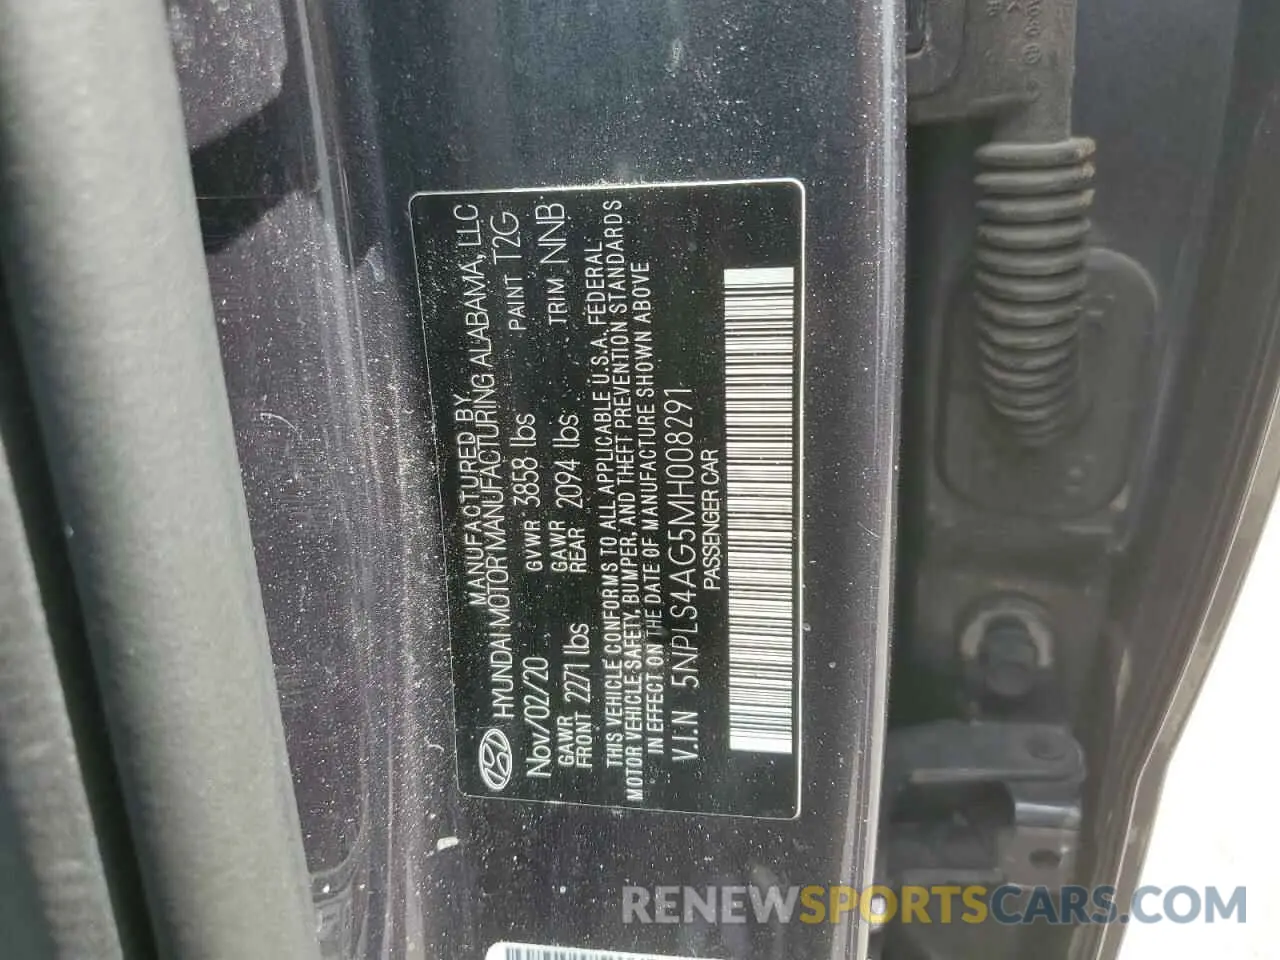 MANUFACTURED BY
HYUNDAI MOTOR MANUFACTURING ALABAMA, LLC
Nov/02/20 GVWR 3858 lbs PAINT T2G
GAWR FRONT 2271 lbs GAWR REAR 2094 lbs TRIM NNB
THIS VEHICLE CONFORMS TO ALL APPLICABLE U.S.A. FEDERAL
MOTOR VEHICLE SAFETY, BUMPER, AND THEFT PREVENTION STANDARDS
IN EFFECT ON THE DATE OF MANUFACTURE SHOWN ABOVE
V.I.N 5NPLS4AG5MH008291
PASSENGER CAR
RENEWSPORTSCARS.COM